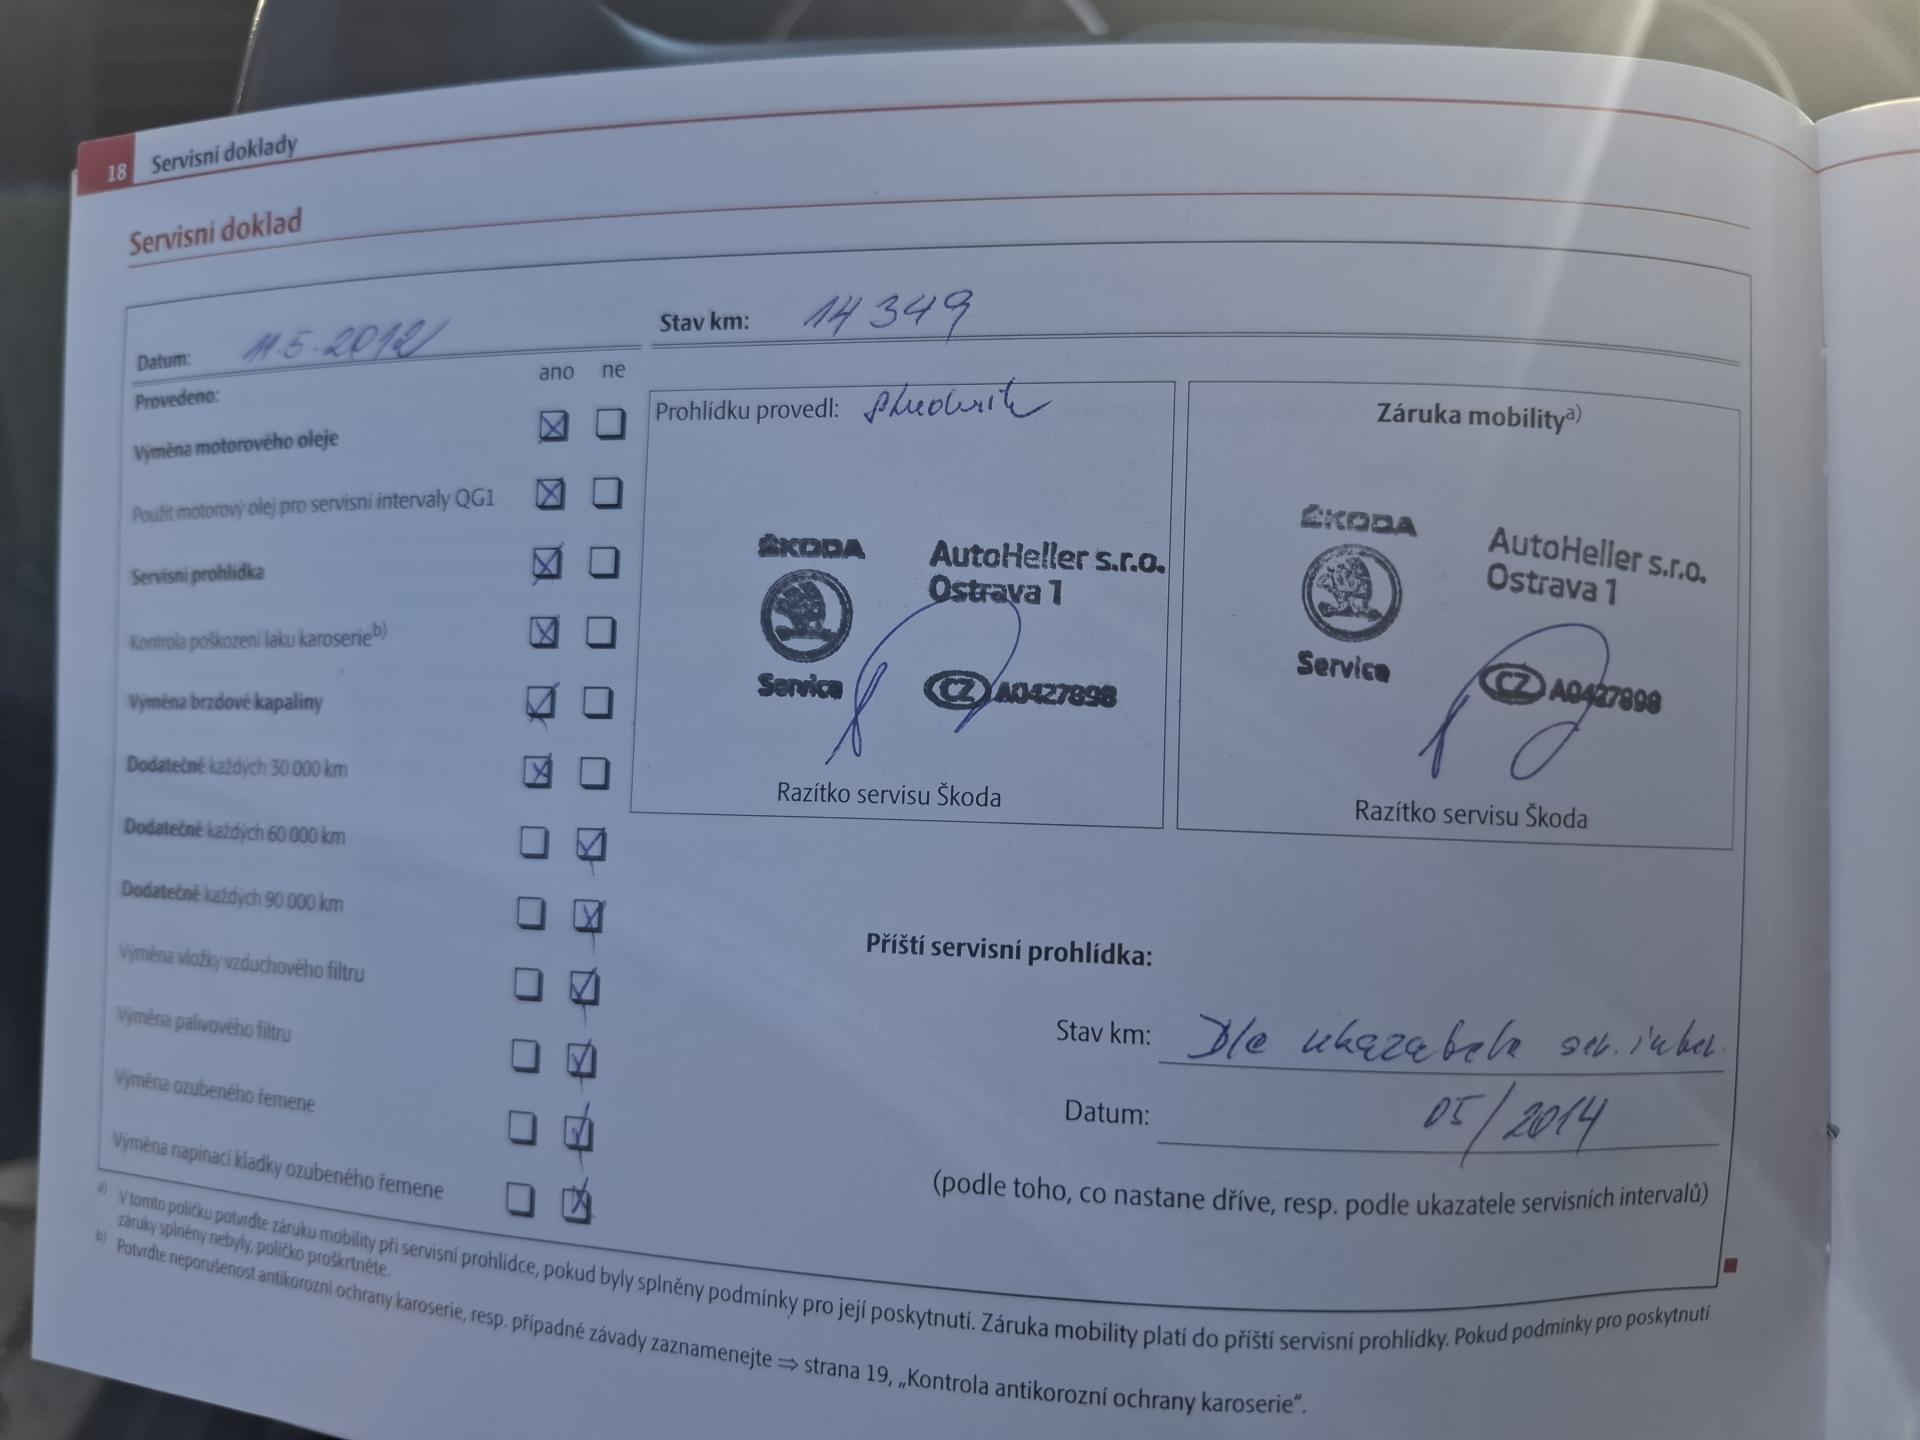 18 Servisní doklady
Servisní doklad
Datum: 11.5.2012
Stav km: 14 349
Provedeno:
ano ne
Výměna motorového oleje
Použit motorový olej pro servisní intervaly QG1
Servisní prohlídka
Kontrola poškození laku karoserie b)
Výměna brzdové kapaliny
Dodatečně každých 30 000 km
Dodatečně každých 60 000 km
Dodatečně každých 90 000 km
Výměna vložky vzduchového filtru
Výměna palivového filtru
Výměna ozubeného řemene
Výměna napínací kladky ozubeného řemene
Prohlídku provedl:
ŠKODA
Service
AutoHeller s.r.o.
Ostrava 1
CZ A0427898
Razítko servisu Škoda
Záruka mobility a)
ŠKODA
Service
AutoHeller s.r.o.
Ostrava 1
CZ A0427898
Razítko servisu Škoda
Příští servisní prohlídka:
Stav km: Dle ukazatele ser. inter.
Datum: 05/2014
(podle toho, co nastane dříve, resp. podle ukazatele servisních intervalů)
a) V tomto políčku potvrďte záruku mobility při servisní prohlídce, pokud byly splněny podmínky pro její poskytnutí. Záruka mobility platí do příští servisní prohlídky. Pokud podmínky pro poskytnutí
záruky splněny nebyly, políčko proškrtněte.
b) Potvrďte neporušenost antikorozní ochrany karoserie, resp. případné závady zaznamenejte ⇒ strana 19, „Kontrola antikorozní ochrany karoserie“.